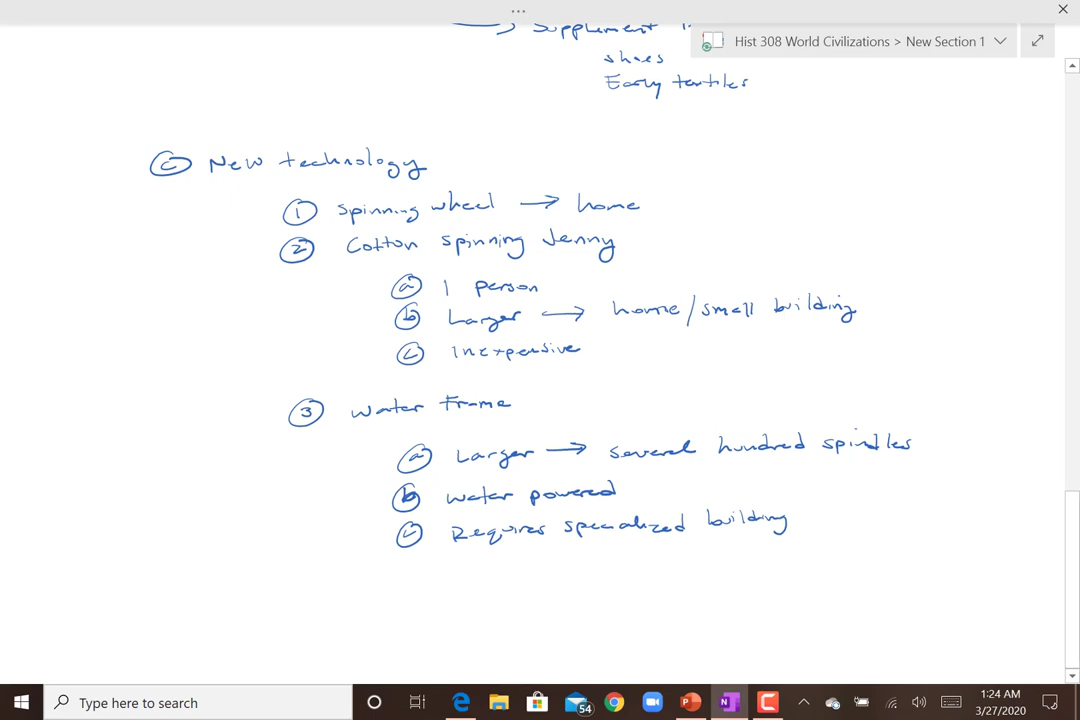 Supplement
Hist 308 World Civilizations > New Section 1
shoes
Early textiles
C New technology
1 Spinning wheel → home
2 Cotton spinning Jenny
a 1 person
b Larger → home/small building
c Inexpensive
3 Water Frame
a Larger → several hundred spindles
b Water powered
c Requires specialized building
Type here to search
54
1:24 AM
3/27/2020